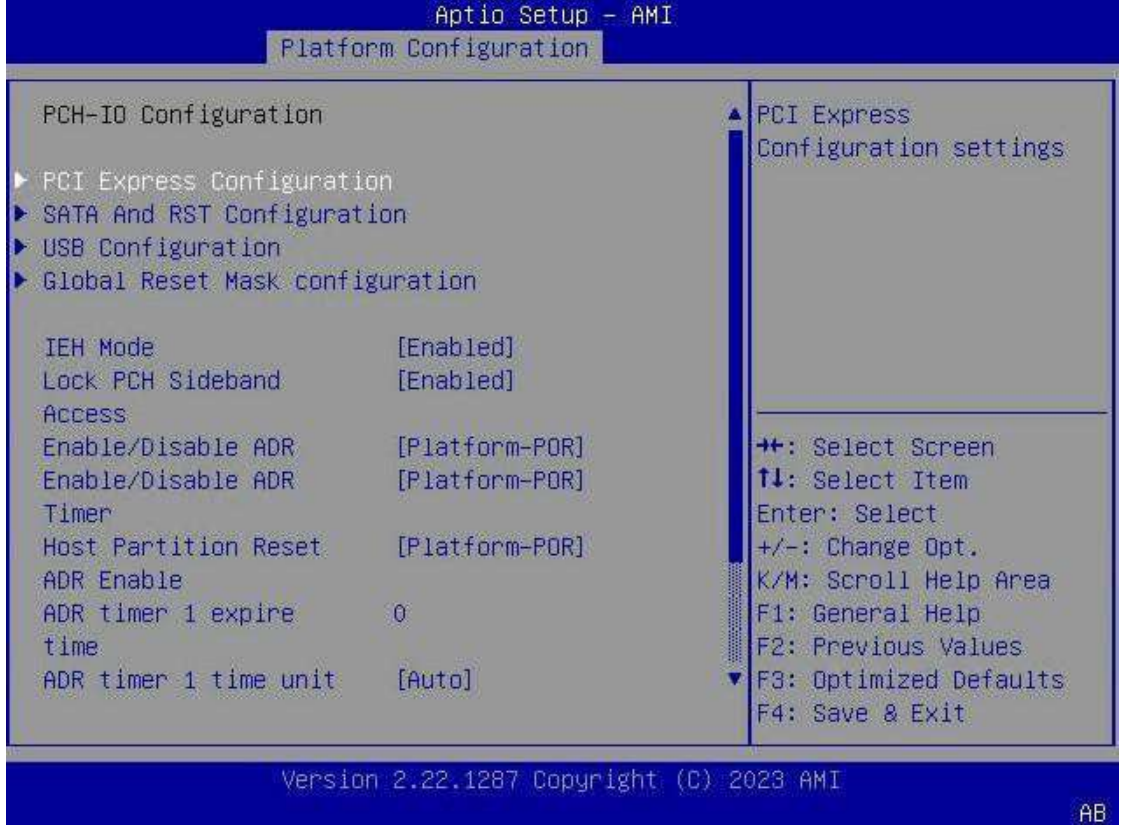 Aptio Setup – AMI
Platform Configuration
PCH-IO Configuration
PCI Express Configuration
SATA And RST Configuration
USB Configuration
Global Reset Mask configuration
IEH Mode [Enabled]
Lock PCH Sideband [Enabled]
Access
Enable/Disable ADR [Platform-POR]
Enable/Disable ADR [Platform-POR]
Timer
Host Partition Reset [Platform-POR]
ADR Enable
ADR timer 1 expire 0
time
ADR timer 1 time unit [Auto]
PCI Express
Configuration settings
→←: Select Screen
↑↓: Select Item
Enter: Select
+/-: Change Opt.
K/M: Scroll Help Area
F1: General Help
F2: Previous Values
F3: Optimized Defaults
F4: Save & Exit
Version 2.22.1287 Copyright (C) 2023 AMI
AB